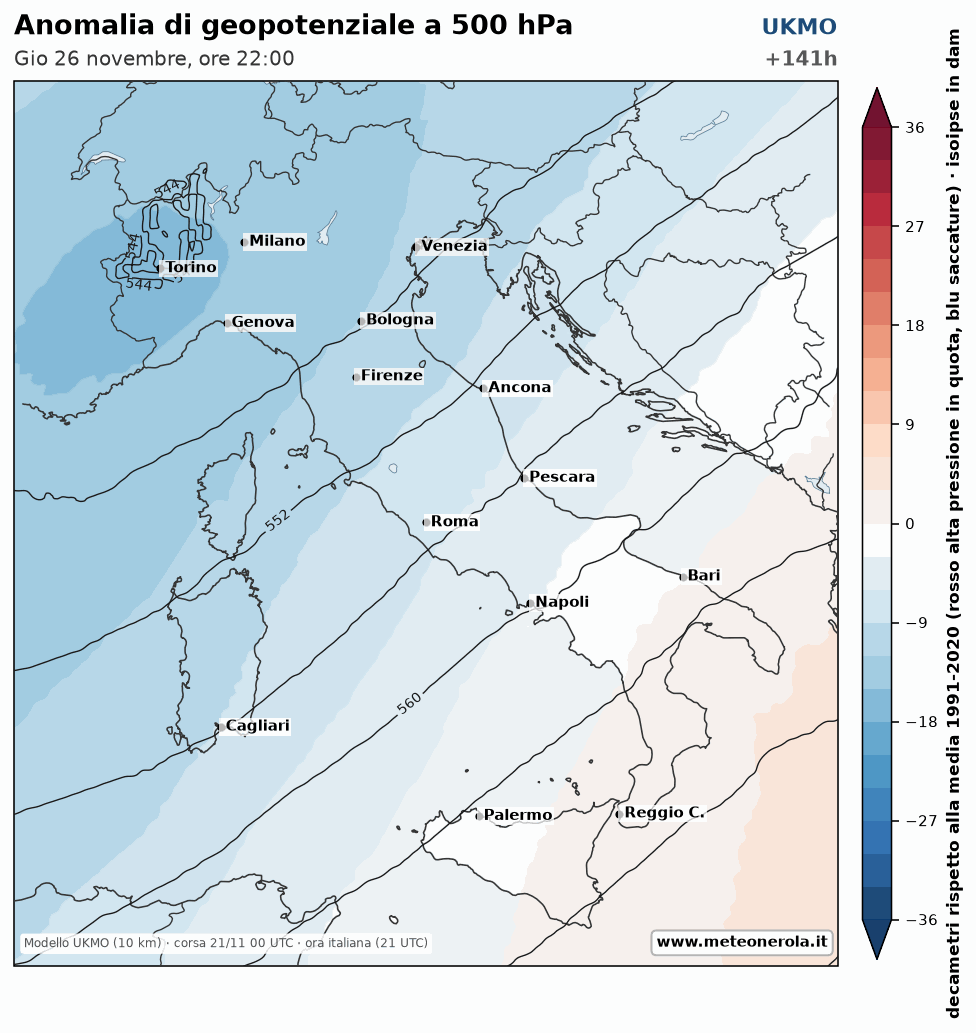 Anomalia di geopotenziale a 500 hPa
UKMO
Gio 26 novembre, ore 22:00
+141h
544
Milano
Venezia
544
Torino
544
Genova
Bologna
Firenze
Ancona
Pescara
552
Roma
Bari
Napoli
560
Cagliari
Palermo
Reggio C.
Modello UKMO (10 km) · corsa 21/11 00 UTC · ora italiana (21 UTC)
www.meteonerola.it
36
27
18
9
0
−9
−18
−27
−36
decametri rispetto alla media 1991-2020 (rosso alta pressione in quota, blu saccature) · isoipse in dam